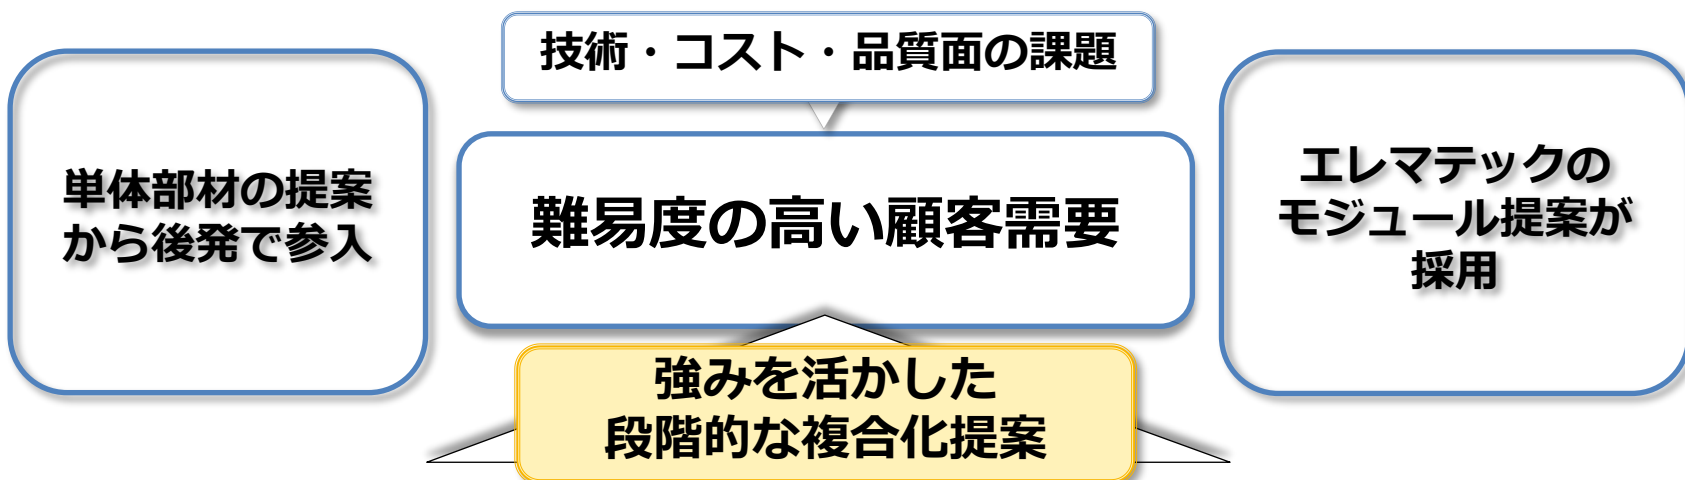 技術・コスト・品質面の課題
単体部材の提案
から後発で参入
難易度の高い顧客需要
エレマテックの
モジュール提案が
採用
強みを活かした
段階的な複合化提案